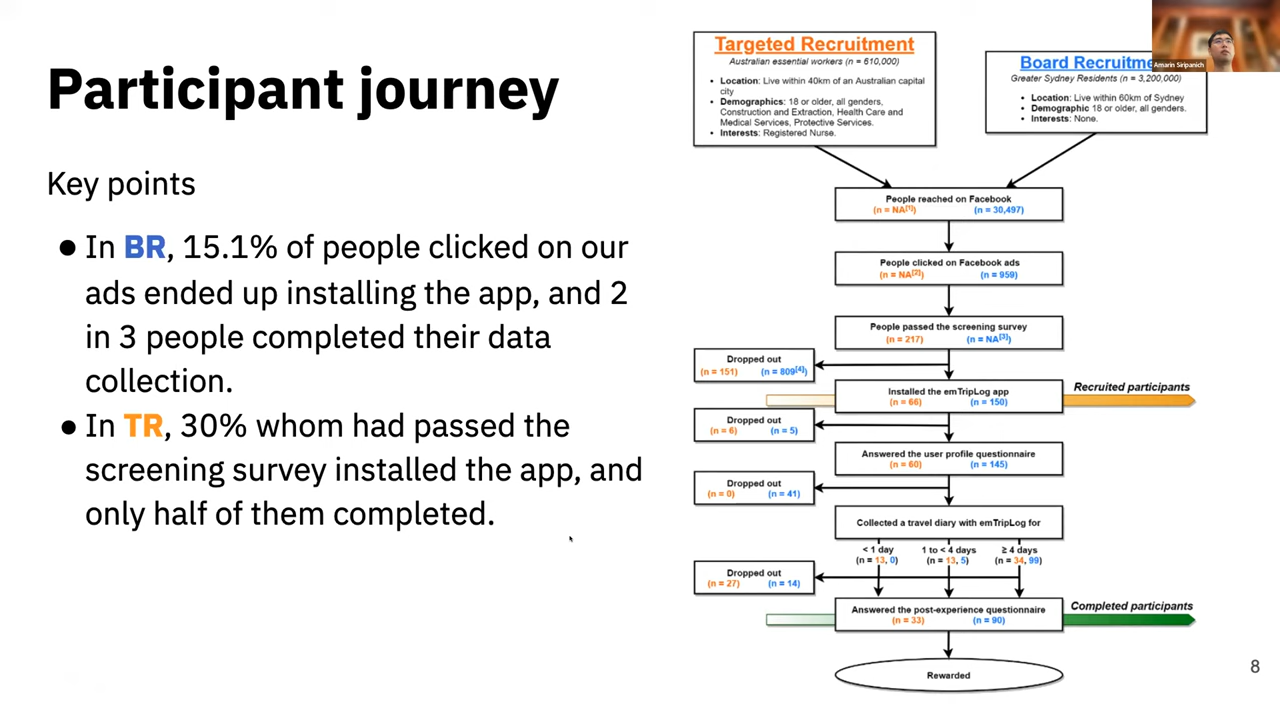 Participant journey
Key points
● In BR, 15.1% of people clicked on our
ads ended up installing the app, and 2
in 3 people completed their data
collection.
● In TR, 30% whom had passed the
screening survey installed the app, and
only half of them completed.
Targeted Recruitment
Australian essential workers (n = 610,000)
• Location: Live within 40km of an Australian capital
city
• Demographics: 18 or older, all genders,
Construction and Extraction, Health Care and
Medical Services, Protective Services.
• Interests: Registered Nurse.
Board
Greater Sydney Residents (n = 3,200,000)
• Location: Live within 60km of Sydney
• Demographic 18 or older, all genders.
• Interests: None.
Amarin Siripanich
People reached on Facebook
(n = NA[1]) (n = 30,497)
People clicked on Facebook ads
(n = NA[2]) (n = 959)
People passed the screening survey
(n = 217) (n = NA[3])
Dropped out
(n = 151) (n = 809[4])
Installed the emTripLog app
(n = 66) (n = 150)
Recruited participants
Dropped out
(n = 6) (n = 5)
Answered the user profile questionnaire
(n = 60) (n = 145)
Dropped out
(n = 0) (n = 41)
Collected a travel diary with emTripLog for
< 1 day 1 to < 4 days ≥ 4 days
(n = 13, 0) (n = 13, 5) (n = 34, 99)
Dropped out
(n = 27) (n = 14)
Answered the post-experience questionnaire
(n = 33) (n = 90)
Completed participants
Rewarded
8